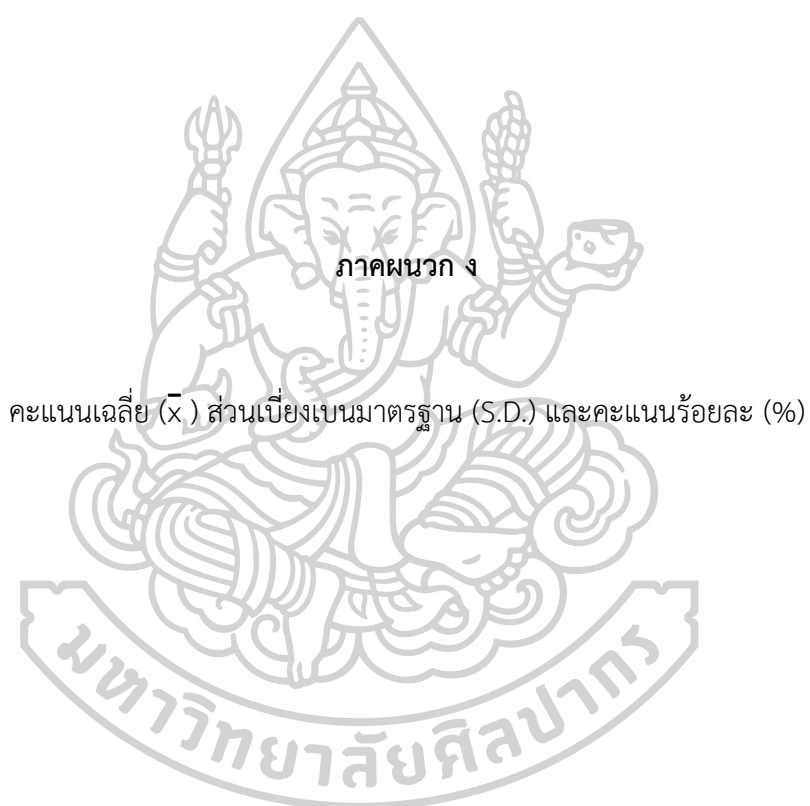 ภาคผนวก ง
คะแนนเฉลี่ย (x̄ ) ส่วนเบี่ยงเบนมาตรฐาน (S.D.) และคะแนนร้อยละ (%)
มหาวิทยาลัยศิลปากร